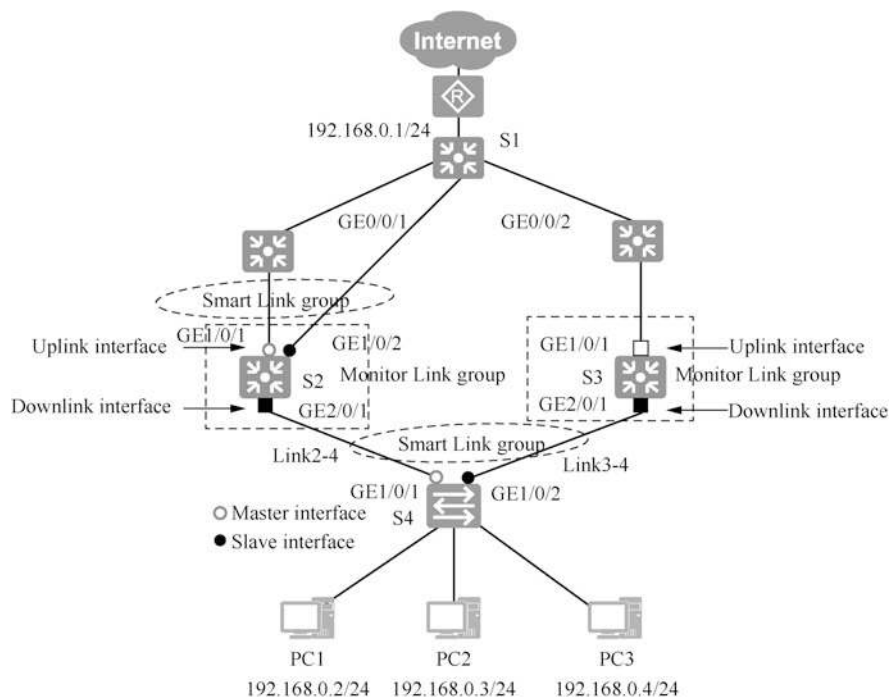 Internet
R
192.168.0.1/24
S1
GE0/0/1
GE0/0/2
Smart Link group
GE1/0/1
Uplink interface
GE1/0/2
S2
Monitor Link group
Downlink interface
GE2/0/1
GE1/0/1
Uplink interface
S3
Monitor Link group
GE2/0/1
Downlink interface
Smart Link group
Link2-4
Link3-4
GE1/0/1
GE1/0/2
S4
Master interface
Slave interface
PC1
PC2
PC3
192.168.0.2/24
192.168.0.3/24
192.168.0.4/24